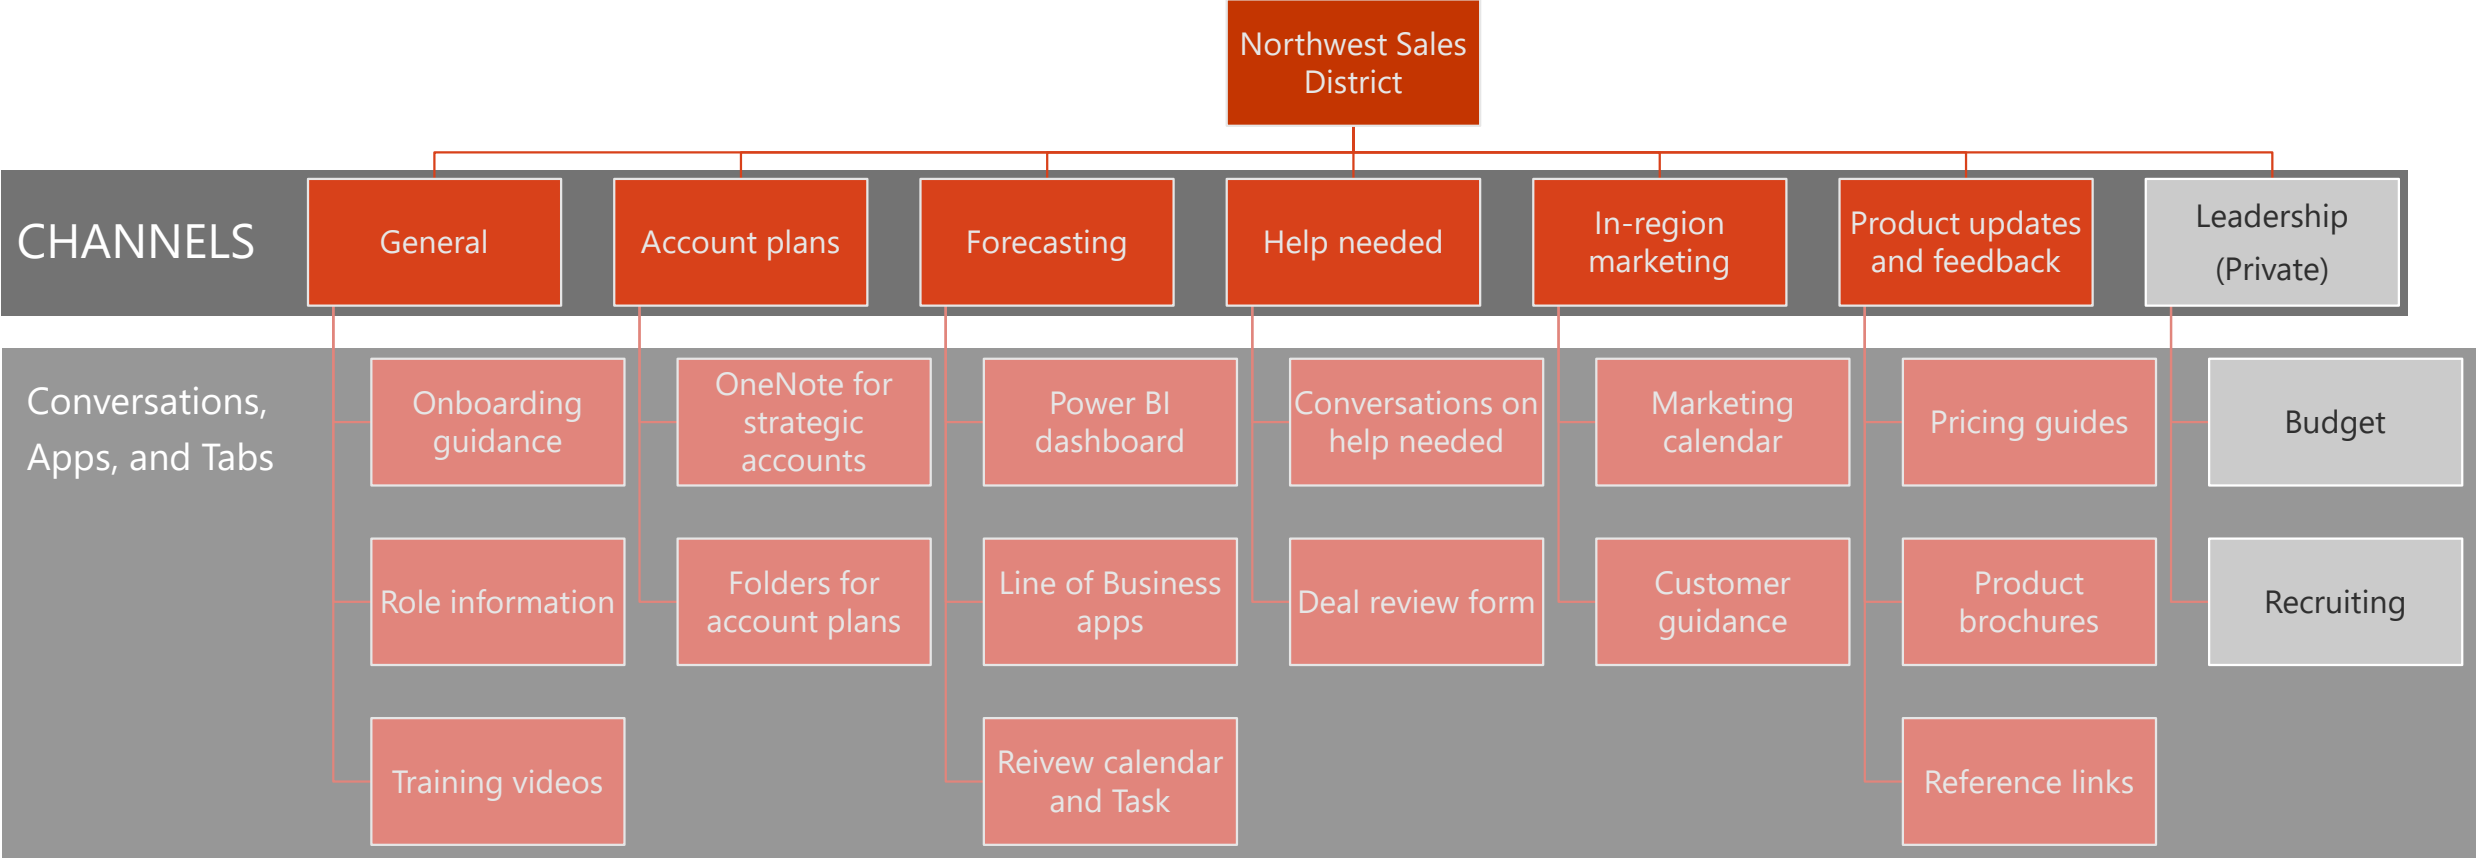 Northwest Sales
District
CHANNELS
General
Account plans
Forecasting
Help needed
In-region
marketing
Product updates
and feedback
Leadership
(Private)
Conversations,
Apps, and Tabs
Onboarding
guidance
OneNote for
strategic
accounts
Power BI
dashboard
Conversations on
help needed
Marketing
calendar
Pricing guides
Budget
Role information
Folders for
account plans
Line of Business
apps
Deal review form
Customer
guidance
Product
brochures
Recruiting
Training videos
Reivew calendar
and Task
Reference links